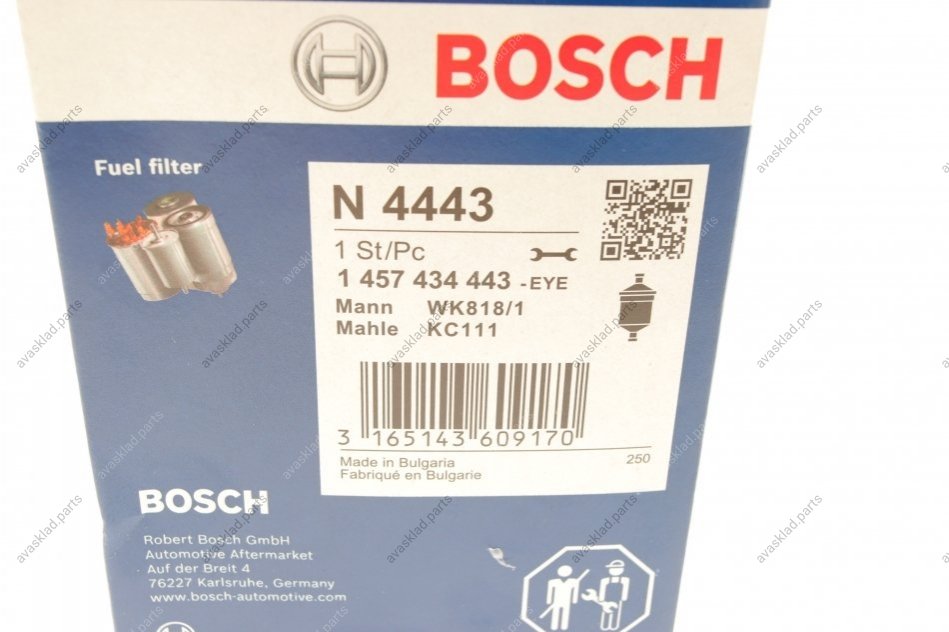 BOSCH
Fuel filter
N 4443
1 St/Pc
1 457 434 443 -EYE
Mann WK818/1
Mahle KC111
3 165143 609170
Made in Bulgaria 250
Fabriqué en Bulgarie
BOSCH
Robert Bosch GmbH
Automotive Aftermarket
Auf der Breit 4
76227 Karlsruhe, Germany
www.bosch-automotive.com
avasklad.parts